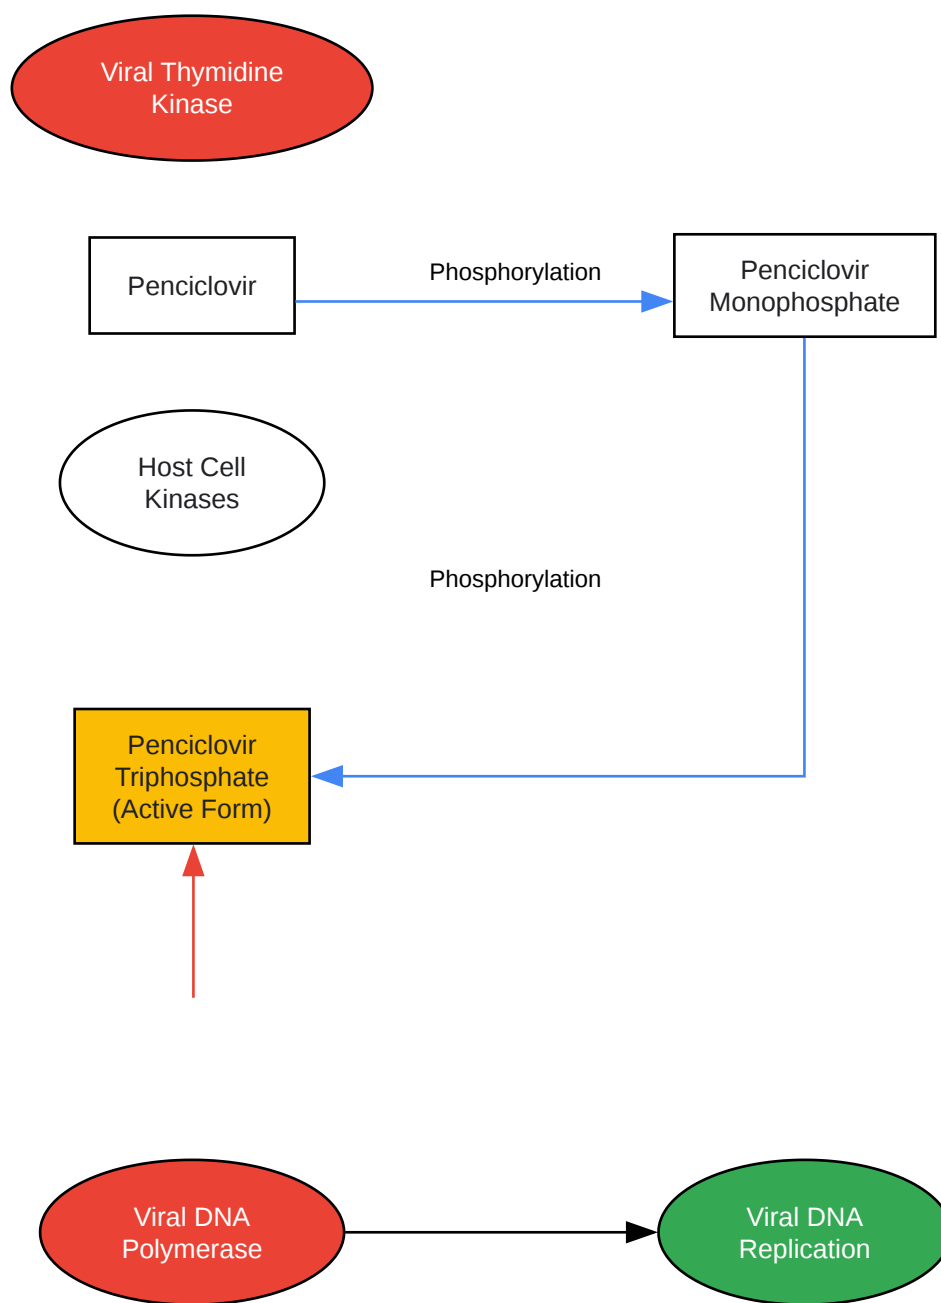 Viral Thymidine
Kinase
Penciclovir
Phosphorylation
Penciclovir
Monophosphate
Host Cell
Kinases
Phosphorylation
Penciclovir
Triphosphate
(Active Form)
Viral DNA
Polymerase
Viral DNA
Replication